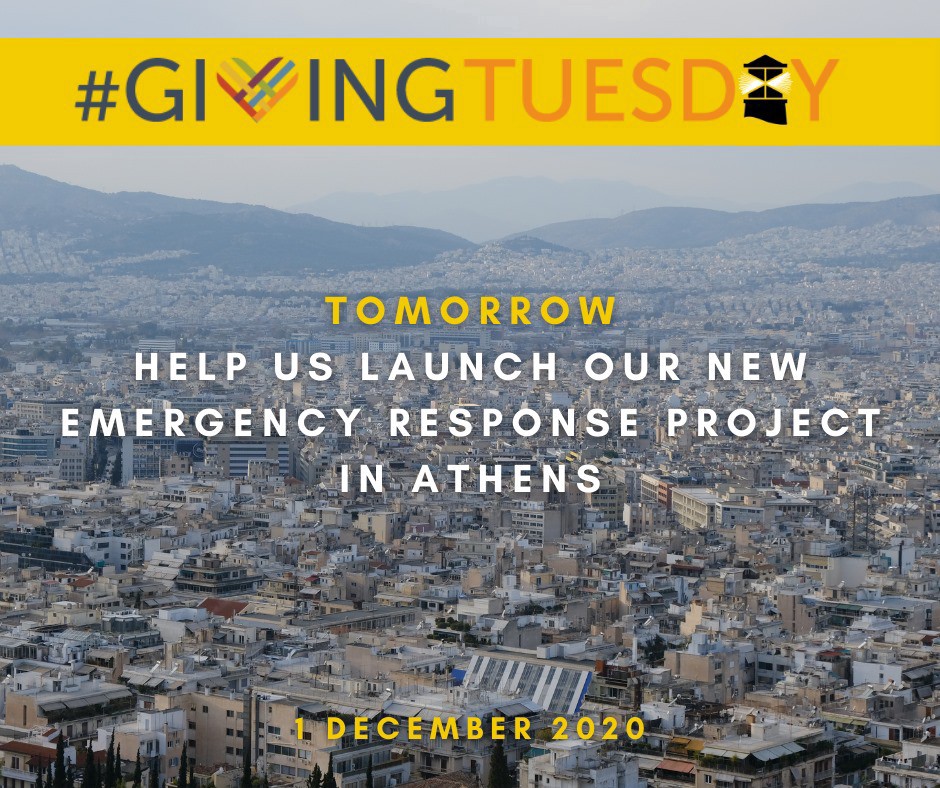 #GIVINGTUESDAY
TOMORROW
HELP US LAUNCH OUR NEW
EMERGENCY RESPONSE PROJECT
IN ATHENS
1 DECEMBER 2020